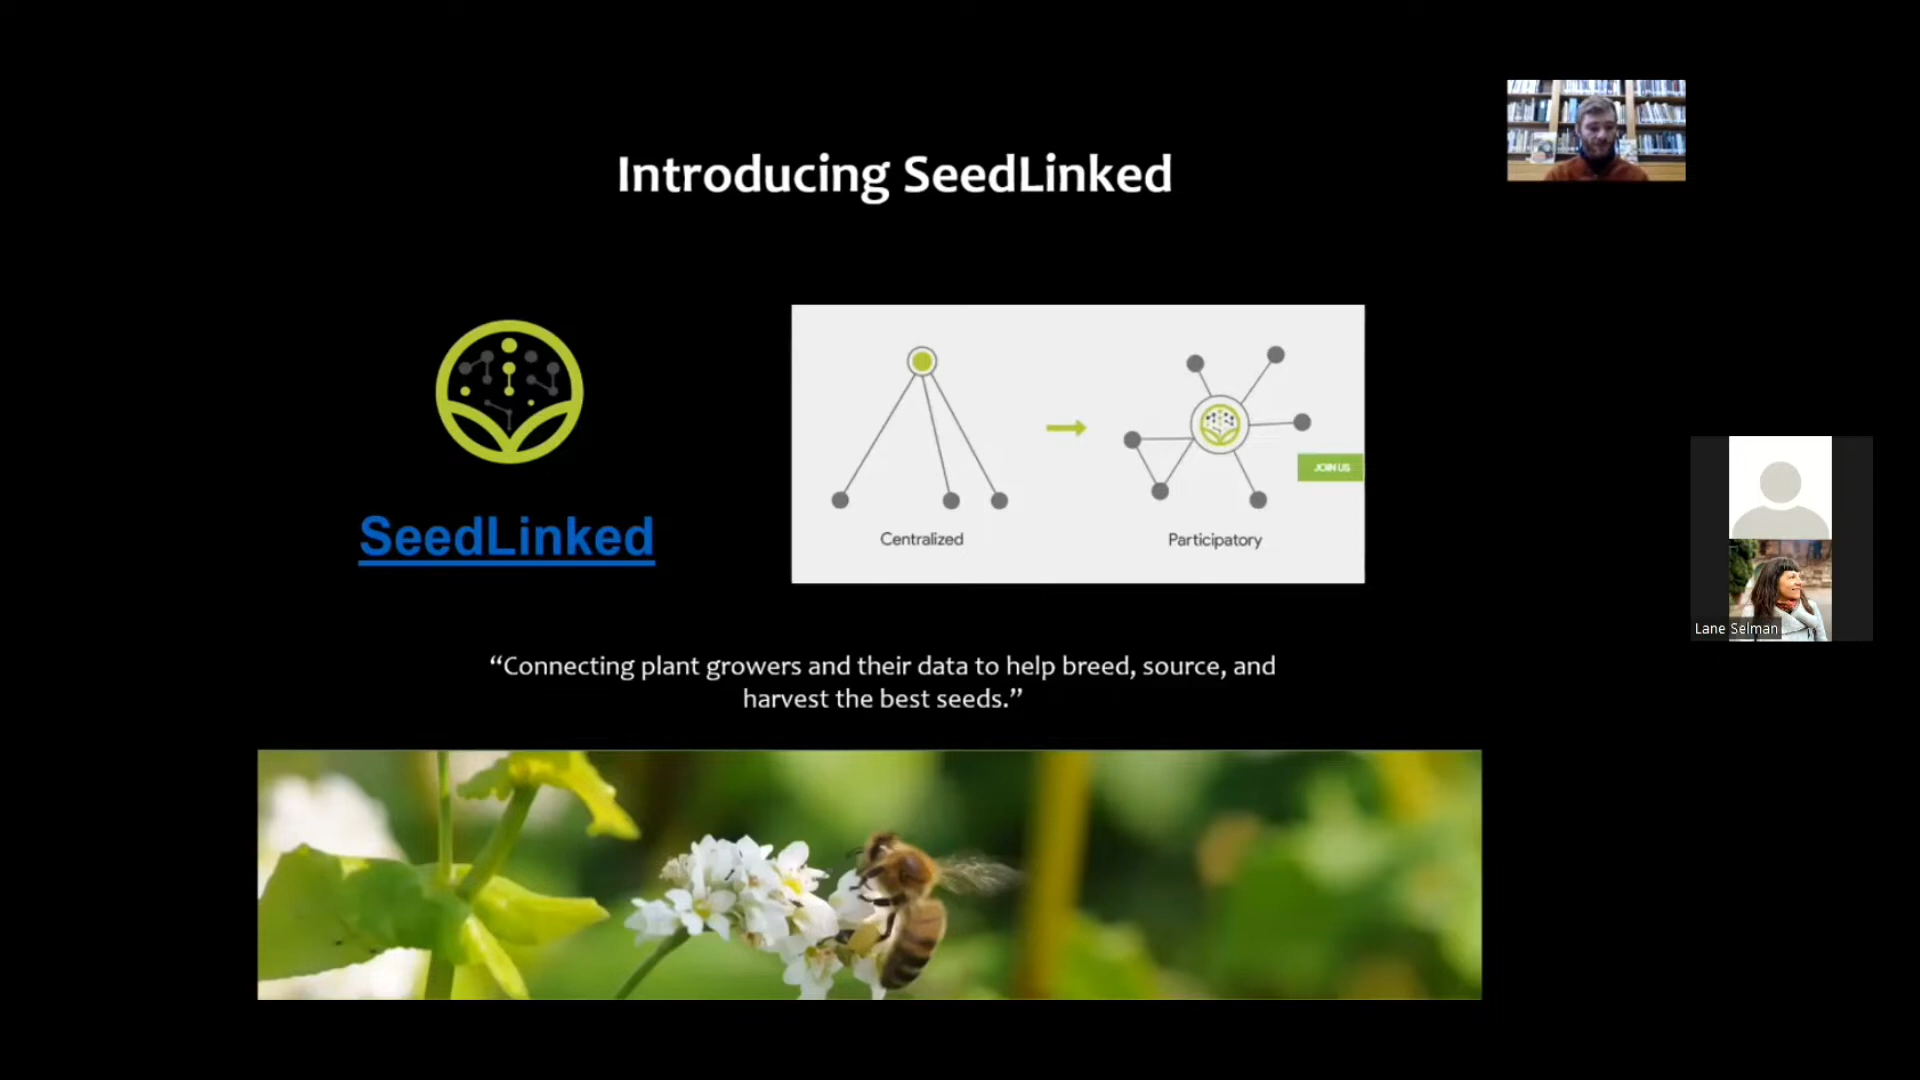 Introducing SeedLinked
SeedLinked
Centralized
Participatory
JOIN US
“Connecting plant growers and their data to help breed, source, and
harvest the best seeds.”
Lane Selman